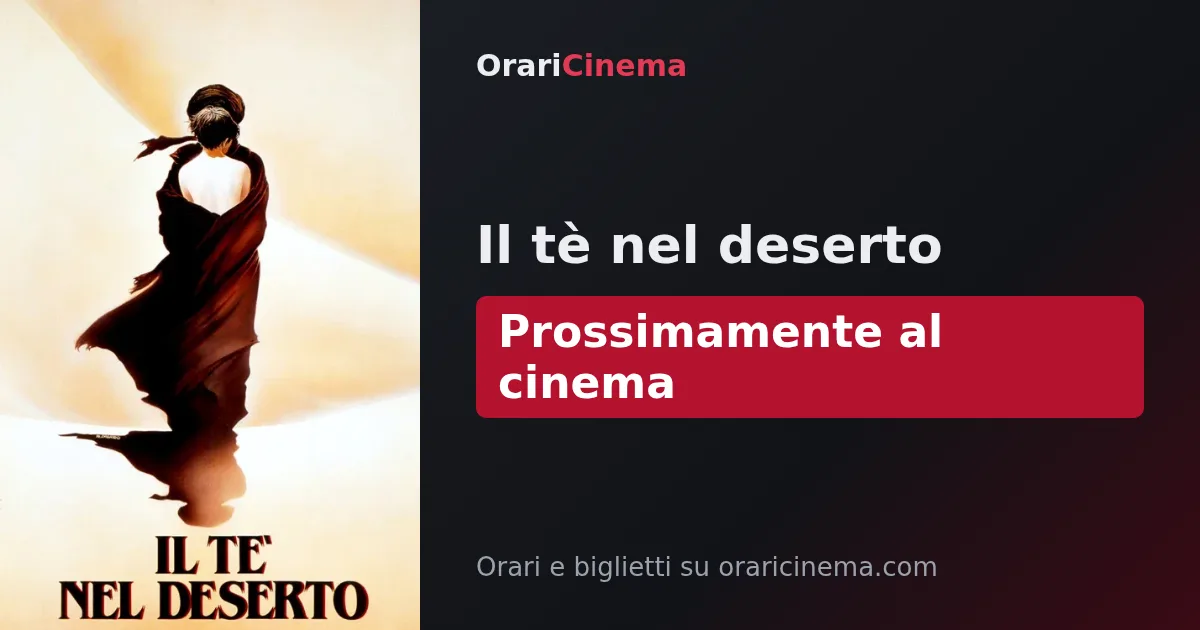 IL TE'
NEL DESERTO
OrariCinema
Il tè nel deserto
Prossimamente al
cinema
Orari e biglietti su oraricinema.com